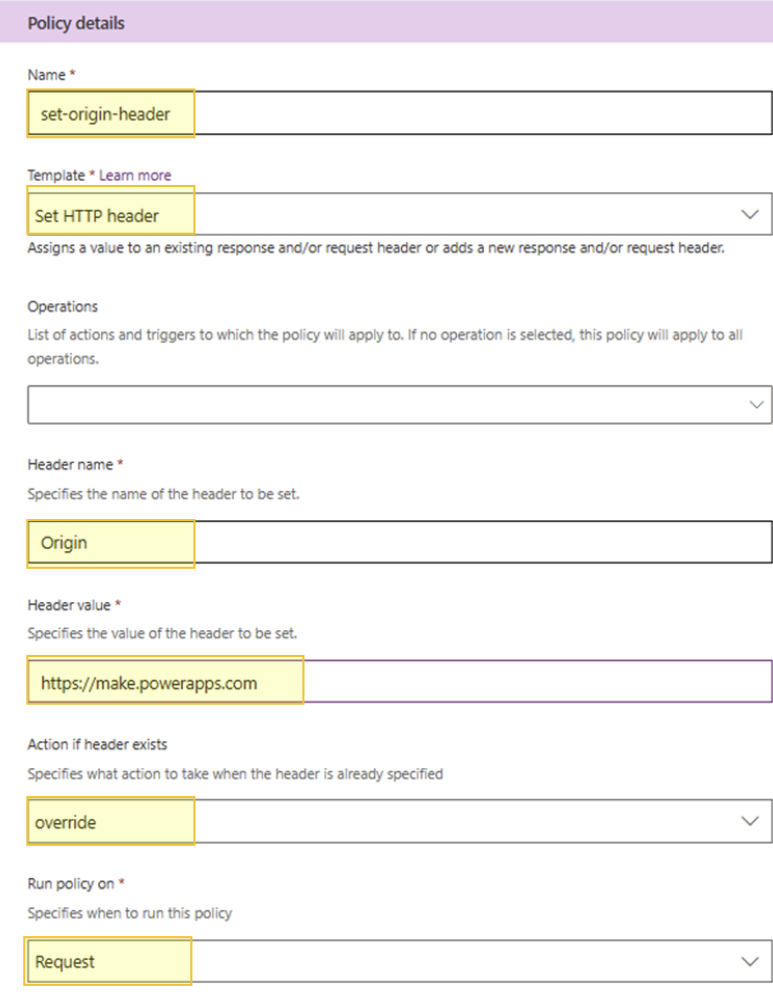 Policy details
Name *
set-origin-header
Template * Learn more
Set HTTP header
Assigns a value to an existing response and/or request header or adds a new response and/or request header.
Operations
List of actions and triggers to which the policy will apply to. If no operation is selected, this policy will apply to all
operations.
Header name *
Specifies the name of the header to be set.
Origin
Header value *
Specifies the value of the header to be set.
https://make.powerapps.com
Action if header exists
Specifies what action to take when the header is already specified
override
Run policy on *
Specifies when to run this policy
Request